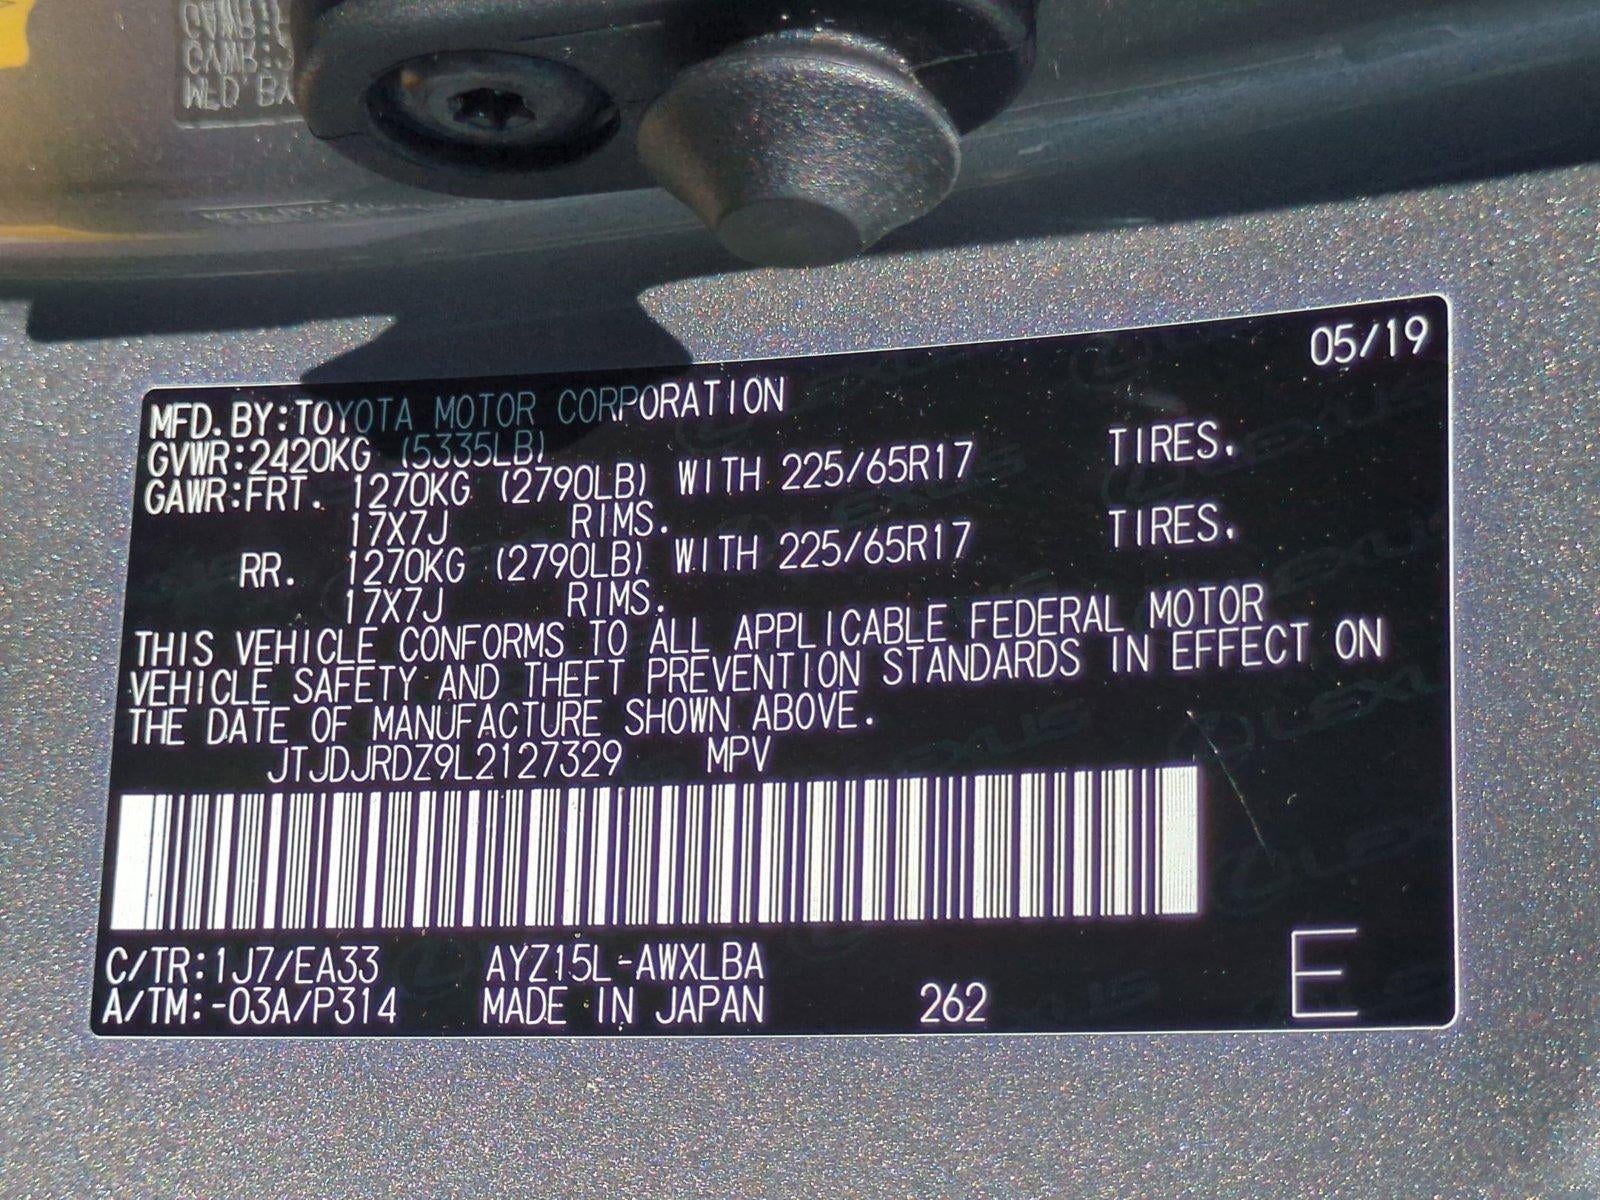 WLD BX
05/19
MFD. BY: TOYOTA MOTOR CORPORATION
GVWR: 2420KG (5335LB)
GAWR: FRT. 1270KG (2790LB) WITH 225/65R17 TIRES.
17X7J RIMS.
RR. 1270KG (2790LB) WITH 225/65R17 TIRES.
17X7J RIMS.
THIS VEHICLE CONFORMS TO ALL APPLICABLE FEDERAL MOTOR
VEHICLE SAFETY AND THEFT PREVENTION STANDARDS IN EFFECT ON
THE DATE OF MANUFACTURE SHOWN ABOVE.
JTJDJRDZ9L2127329 MPV
C/TR: 1J7/EA33 AYZ15L-AWXLBA
A/TM: -03A/P314 MADE IN JAPAN 262 E
LEXUS